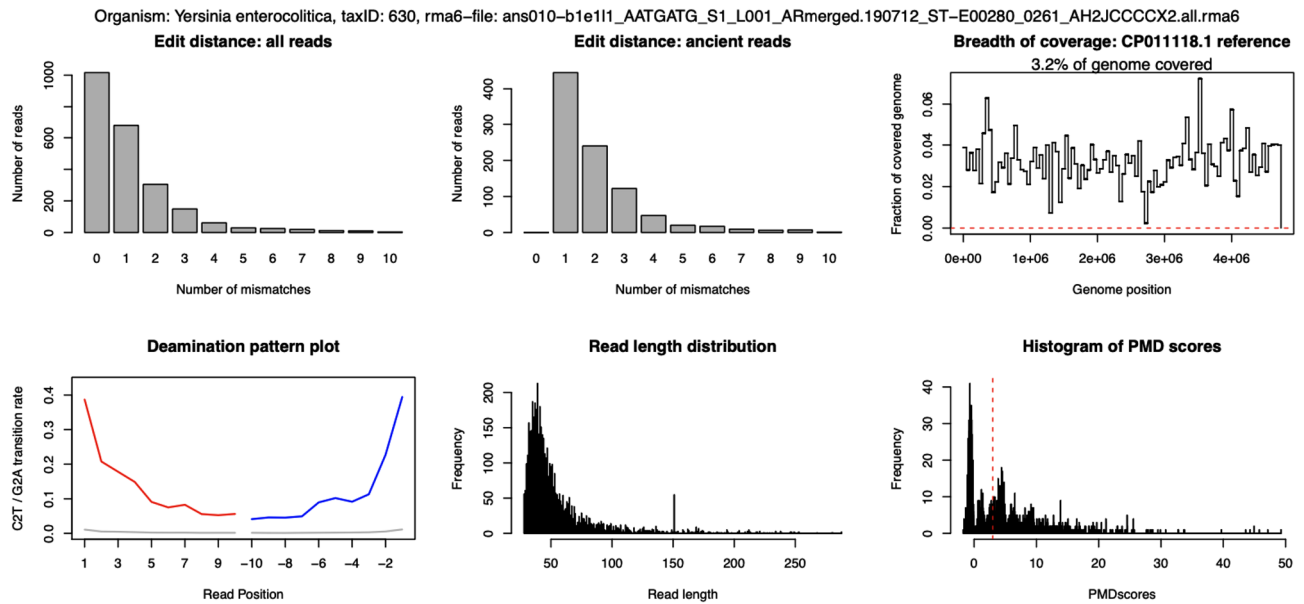 Organism: Yersinia enterocolitica, taxID: 630, rma6−file: ans010−b1e1l1_AATGATG_S1_L001_ARmerged.190712_ST−E00280_0261_AH2JCCCCX2.all.rma6
Edit distance: all reads
Number of reads
1000
600
200
0
0 1 2 3 4 5 6 7 8 9 10
Number of mismatches
Edit distance: ancient reads
Number of reads
400
300
200
100
0
0 1 2 3 4 5 6 7 8 9 10
Number of mismatches
Breadth of coverage: CP011118.1 reference
3.2% of genome covered
Fraction of covered genome
0.06
0.04
0.02
0.00
0e+00 1e+06 2e+06 3e+06 4e+06
Genome position
Deamination pattern plot
C2T / G2A transition rate
0.4
0.3
0.2
0.1
0.0
1 3 5 7 9 −10 −8 −6 −4 −2
Read Position
Read length distribution
Frequency
200
150
100
50
0
50 100 150 200 250
Read length
Histogram of PMD scores
Frequency
40
30
20
10
0
0 10 20 30 40 50
PMDscores